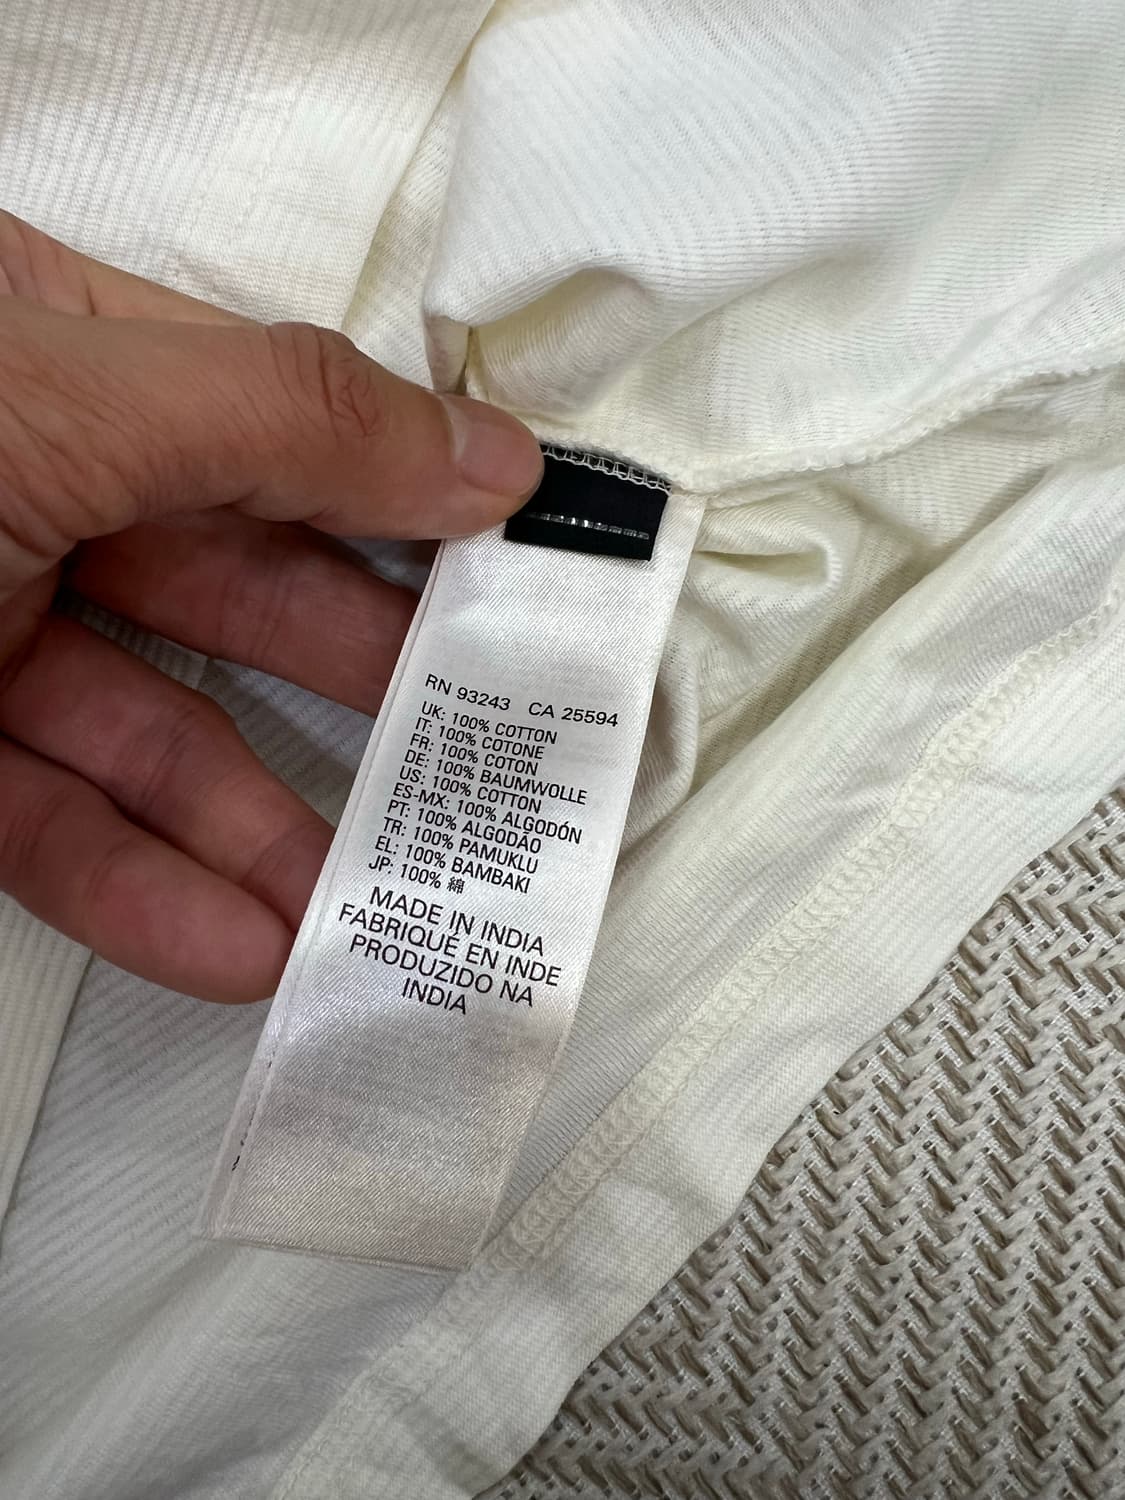 RN 93243 CA 25594
UK: 100% COTTON
IT: 100% COTONE
FR: 100% COTON
DE: 100% BAUMWOLLE
US: 100% COTTON
ES-MX: 100% ALGODÓN
PT: 100% ALGODÃO
TR: 100% PAMUKLU
EL: 100% BAMBAKI
JP: 100% 綿
MADE IN INDIA
FABRIQUÉ EN INDE
PRODUZIDO NA
INDIA